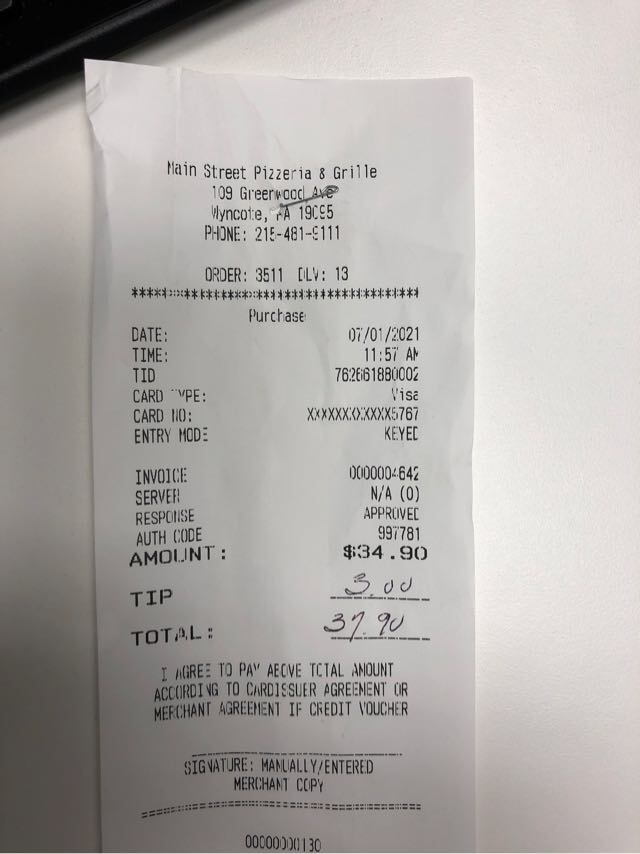 Main Street Pizzeria & Grille
109 Greenwood Ave
Wyncote, PA 19095
PHONE: 215-481-9111
ORDER: 3511 DLV: 13
******************************************
Purchase
DATE: 07/01/2021
TIME: 11:57 AM
TID 762661880002
CARD TYPE: Visa
CARD NO: XXXXXXXXXXXX5767
ENTRY MODE KEYED
INVOICE 0000004642
SERVER N/A (0)
RESPONSE APPROVED
AUTH CODE 997781
AMOUNT: $34.90
TIP 3.00
TOTAL: 37.90
I AGREE TO PAY ABOVE TOTAL AMOUNT
ACCORDING TO CARDISSUER AGREEMENT OR
MERCHANT AGREEMENT IF CREDIT VOUCHER
SIGNATURE: MANUALLY/ENTERED
MERCHANT COPY
========================================
00000000130